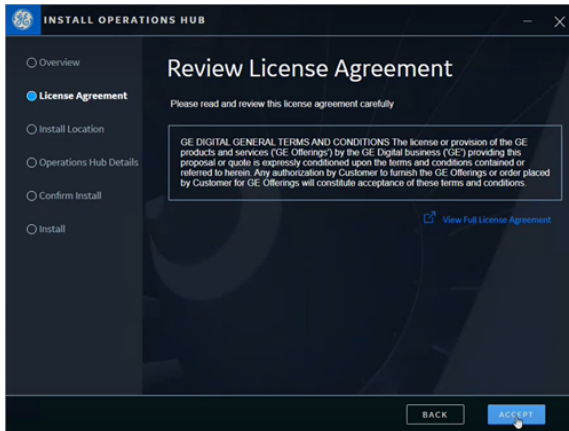 INSTALL OPERATIONS HUB
Overview
License Agreement
Install Location
Operations Hub Details
Confirm Install
Install
Review License Agreement
Please read and review this license agreement carefully
GE DIGITAL GENERAL TERMS AND CONDITIONS The license or provision of the GE
products and services ('GE Offerings') by the GE Digital business ('GE') providing this
proposal or quote is expressly conditioned upon the terms and conditions contained or
referred to herein. Any authorization by Customer to furnish the GE Offerings or order placed
by Customer for GE Offerings will constitute acceptance of these terms and conditions.
View Full License Agreement
BACK
ACCEPT